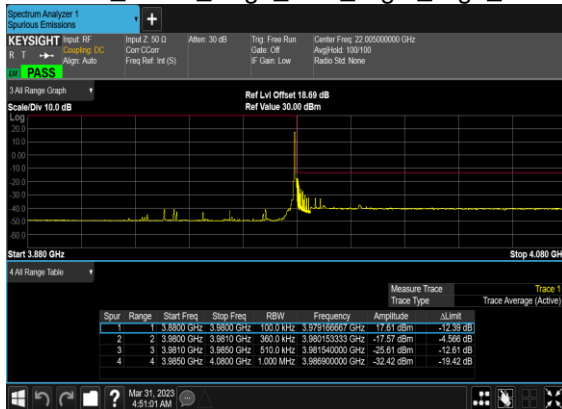 Spectrum Analyzer 1
Spurious Emissions
+
KEYSIGHT Input: RF
R T Coupling: DC
Align: Auto
Input Z: 50 Ω
Corr CCorr
Freq Ref: Int (S)
Atten: 30 dB
Trig: Free Run
Gate: Off
IF Gain: Low
Center Freq: 22.005000000 GHz
Avg|Hold: 100/100
Radio Std: None
PASS
3 All Range Graph
Scale/Div 10.0 dB
Ref Lvl Offset 18.69 dB
Ref Value 30.00 dBm
Log
20.0
10.0
0.00
-10.0
-20.0
-30.0
-40.0
-50.0
-60.0
Start 3.880 GHz
Stop 4.080 GH
4 All Range Table
Measure Trace Trace 1
Trace Type Trace Average (Active)
Spur Range Start Freq Stop Freq RBW Frequency Amplitude ΔLimit
1 1 3.8800 GHz 3.9800 GHz 100.0 kHz 3.979166667 GHz 17.61 dBm -12.39 dB
2 2 3.9800 GHz 3.9810 GHz 360.0 kHz 3.980153333 GHz -17.57 dBm -4.566 dB
3 3 3.9810 GHz 3.9850 GHz 510.0 kHz 3.981540000 GHz -25.61 dBm -12.61 dB
4 4 3.9850 GHz 4.0800 GHz 1.000 MHz 3.986900000 GHz -32.42 dBm -19.42 dB
?
Mar 31, 2023
4:51:01 AM